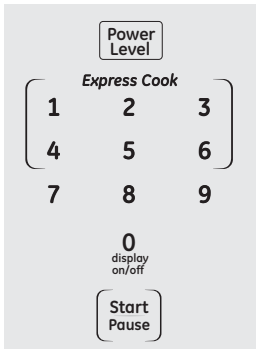 Power
Level
Express Cook
1 2 3
4 5 6
7 8 9
0
display
on/off
Start
Pause